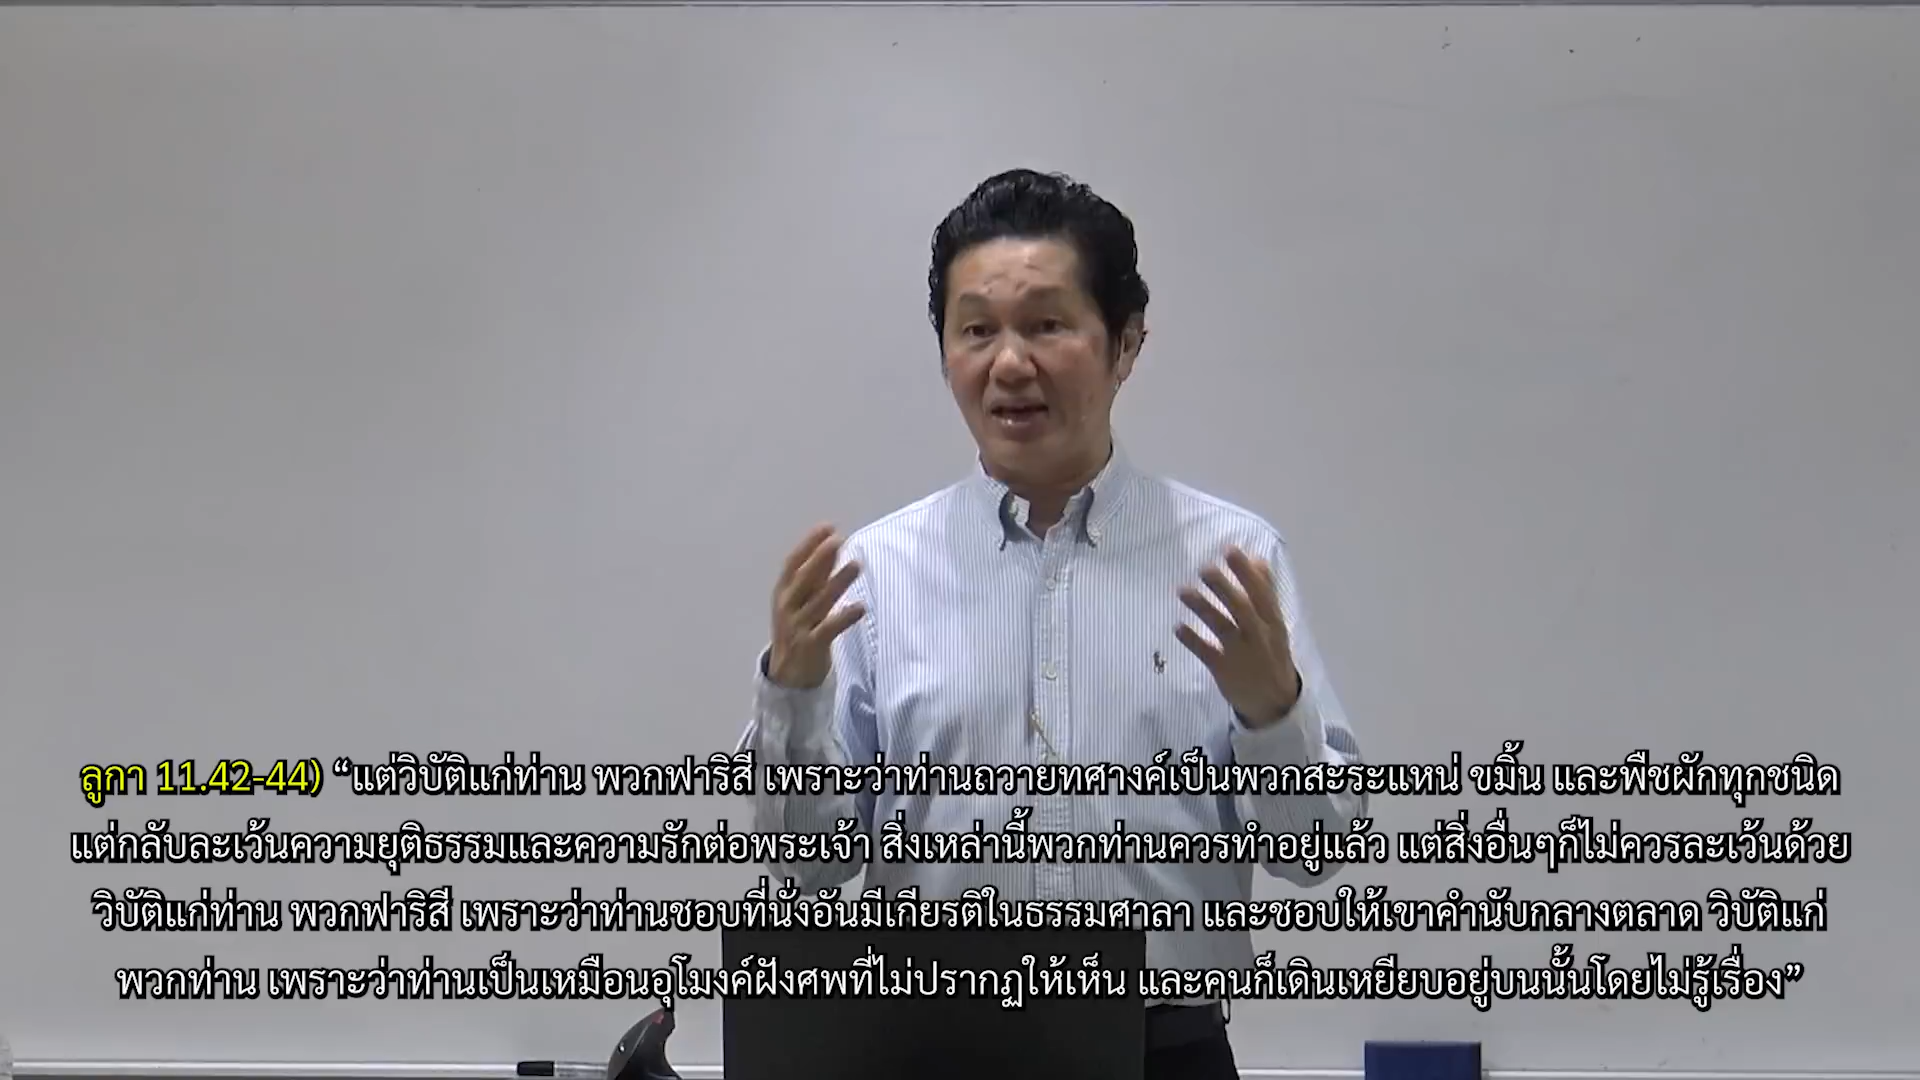 ลูกา 11.42-44) “แต่วิบัติแก่ท่าน พวกฟาริสี เพราะว่าท่านถวายทศางค์เป็นพวกสะระแหน่ ขมิ้น และพืชผักทุกชนิด
แต่กลับละเว้นความยุติธรรมและความรักต่อพระเจ้า สิ่งเหล่านี้พวกท่านควรทำอยู่แล้ว แต่สิ่งอื่นๆก็ไม่ควรละเว้นด้วย
วิบัติแก่ท่าน พวกฟาริสี เพราะว่าท่านชอบที่นั่งอันมีเกียรติในธรรมศาลา และชอบให้เขาคำนับกลางตลาด วิบัติแก่
พวกท่าน เพราะว่าท่านเป็นเหมือนอุโมงค์ฝังศพที่ไม่ปรากฏให้เห็น และคนก็เดินเหยียบอยู่บนนั้นโดยไม่รู้เรื่อง”